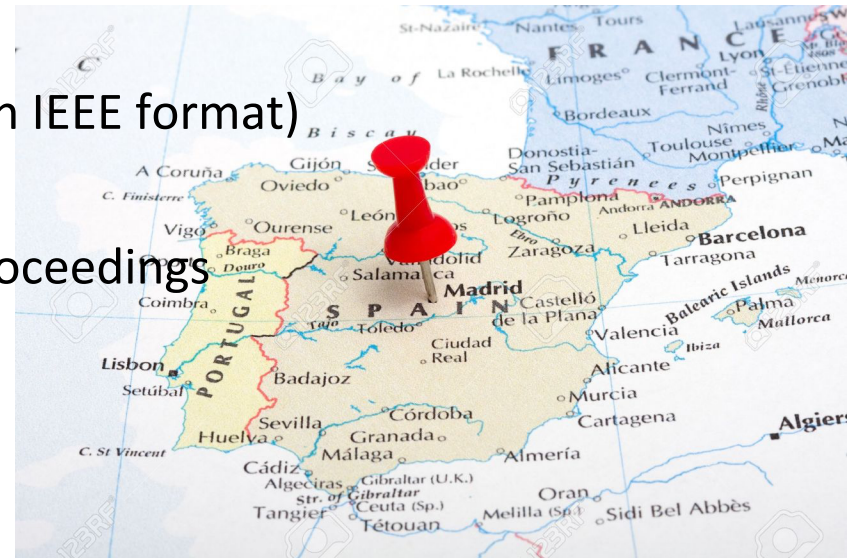 St-Nazaire
Nantes
Tours
Lausanne
FRANCE
Lyon
C
Bay of
La Rochelle
Limoges
Clermont-
Ferrand
St-Étienne
4808
Rhône
n IEEE format)
Biscay
Bordeaux
Nîmes
Donostia-
San Sebastián
Toulouse
Montpellier
A Coruña
Gijón
Pyrenees
Perpignan
C. Finisterre
Oviedo
Pamplona
Andorra
ANDORRA
León
Logroño
Lleida
Vigo
Ourense
Ebro
Zaragoza
Barcelona
Braga
Tarragona
oceedings
Douro
Salamanca
Madrid
Balearic Islands
Coimbra
SPAIN
Castelló
de la Plana
Palma
Mallorca
PORTUGAL
Tajo
Toledo
Valencia
Ibiza
Ciudad
Real
Lisbon
Badajoz
Alicante
Setúbal
Murcia
Sevilla
Córdoba
Cartagena
Huelva
Granada
Algiers
C. St Vincent
Málaga
Almería
Cádiz
Algeciras
Gibraltar (U.K.)
Str. of Gibraltar
Oran
Tangier
Ceuta (Sp.)
Melilla (Sp.)
Sidi Bel Abbès
Tétouan
123RF